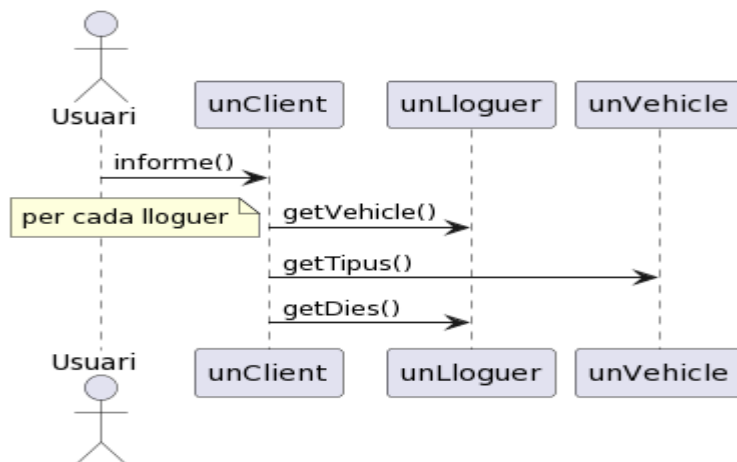 Usuari
unClient
unLloguer
unVehicle
informe()
per cada lloguer
getVehicle()
getTipus()
getDies()
Usuari
unClient
unLloguer
unVehicle